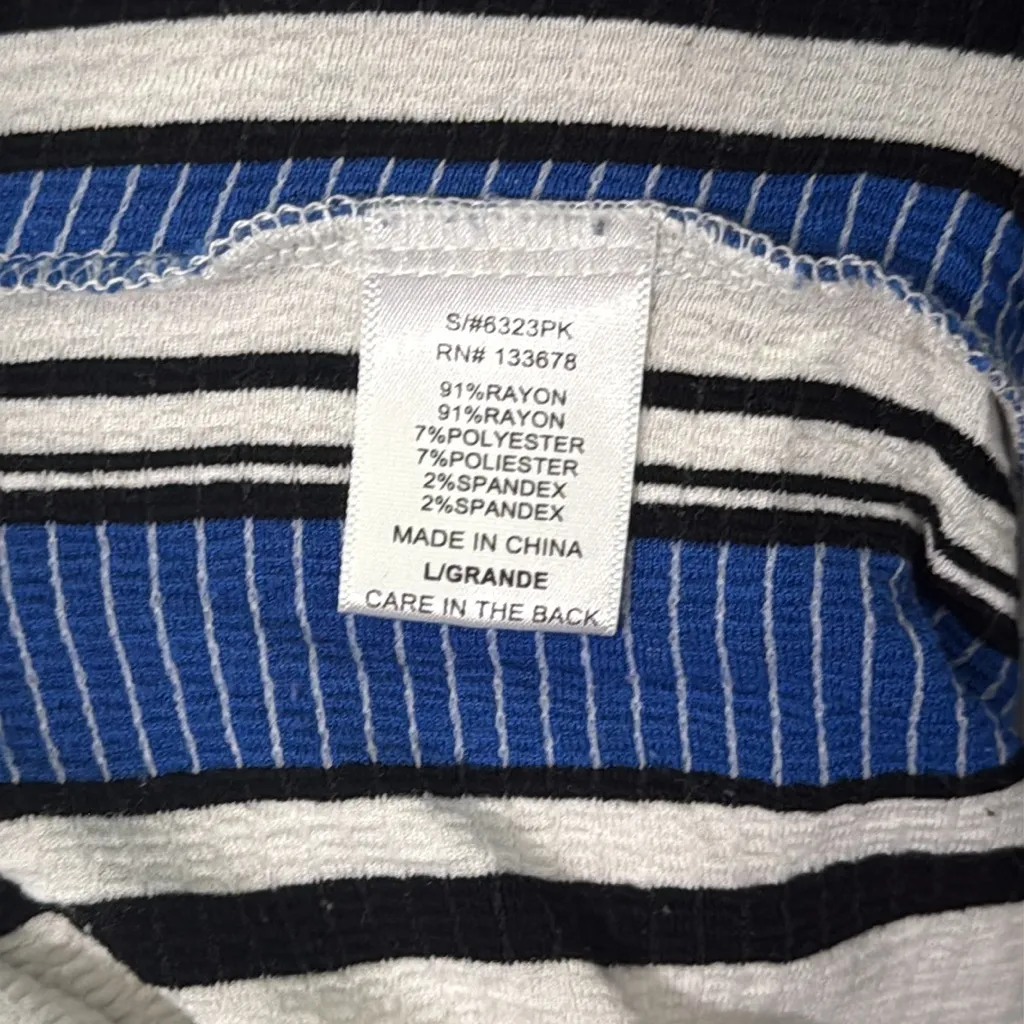 S/#6323PK
RN# 133678
91%RAYON
91%RAYON
7%POLYESTER
7%POLIESTER
2%SPANDEX
2%SPANDEX
MADE IN CHINA
L/GRANDE
CARE IN THE BACK